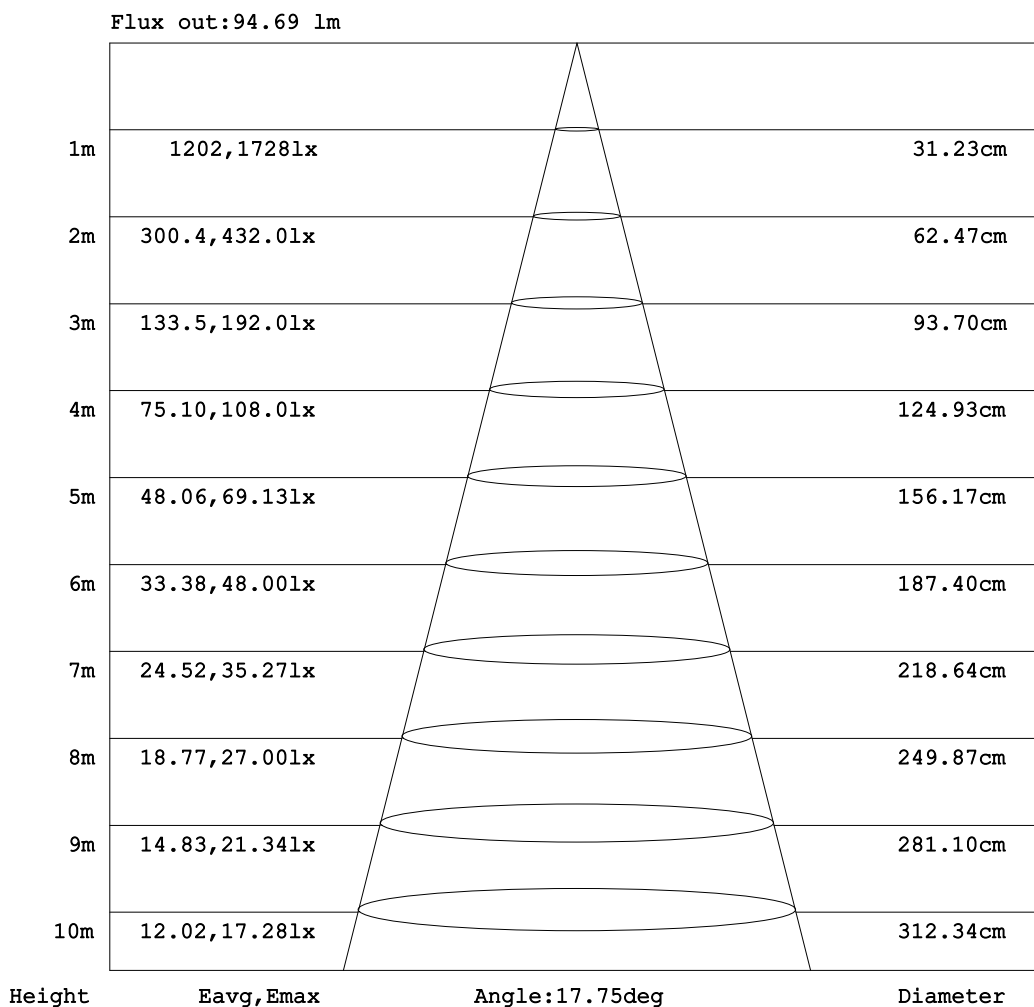 Flux out:94.69 lm
1m 1202,1728lx 31.23cm
2m 300.4,432.0lx 62.47cm
3m 133.5,192.0lx 93.70cm
4m 75.10,108.0lx 124.93cm
5m 48.06,69.13lx 156.17cm
6m 33.38,48.00lx 187.40cm
7m 24.52,35.27lx 218.64cm
8m 18.77,27.00lx 249.87cm
9m 14.83,21.34lx 281.10cm
10m 12.02,17.28lx 312.34cm
Height Eavg,Emax Angle:17.75deg Diameter